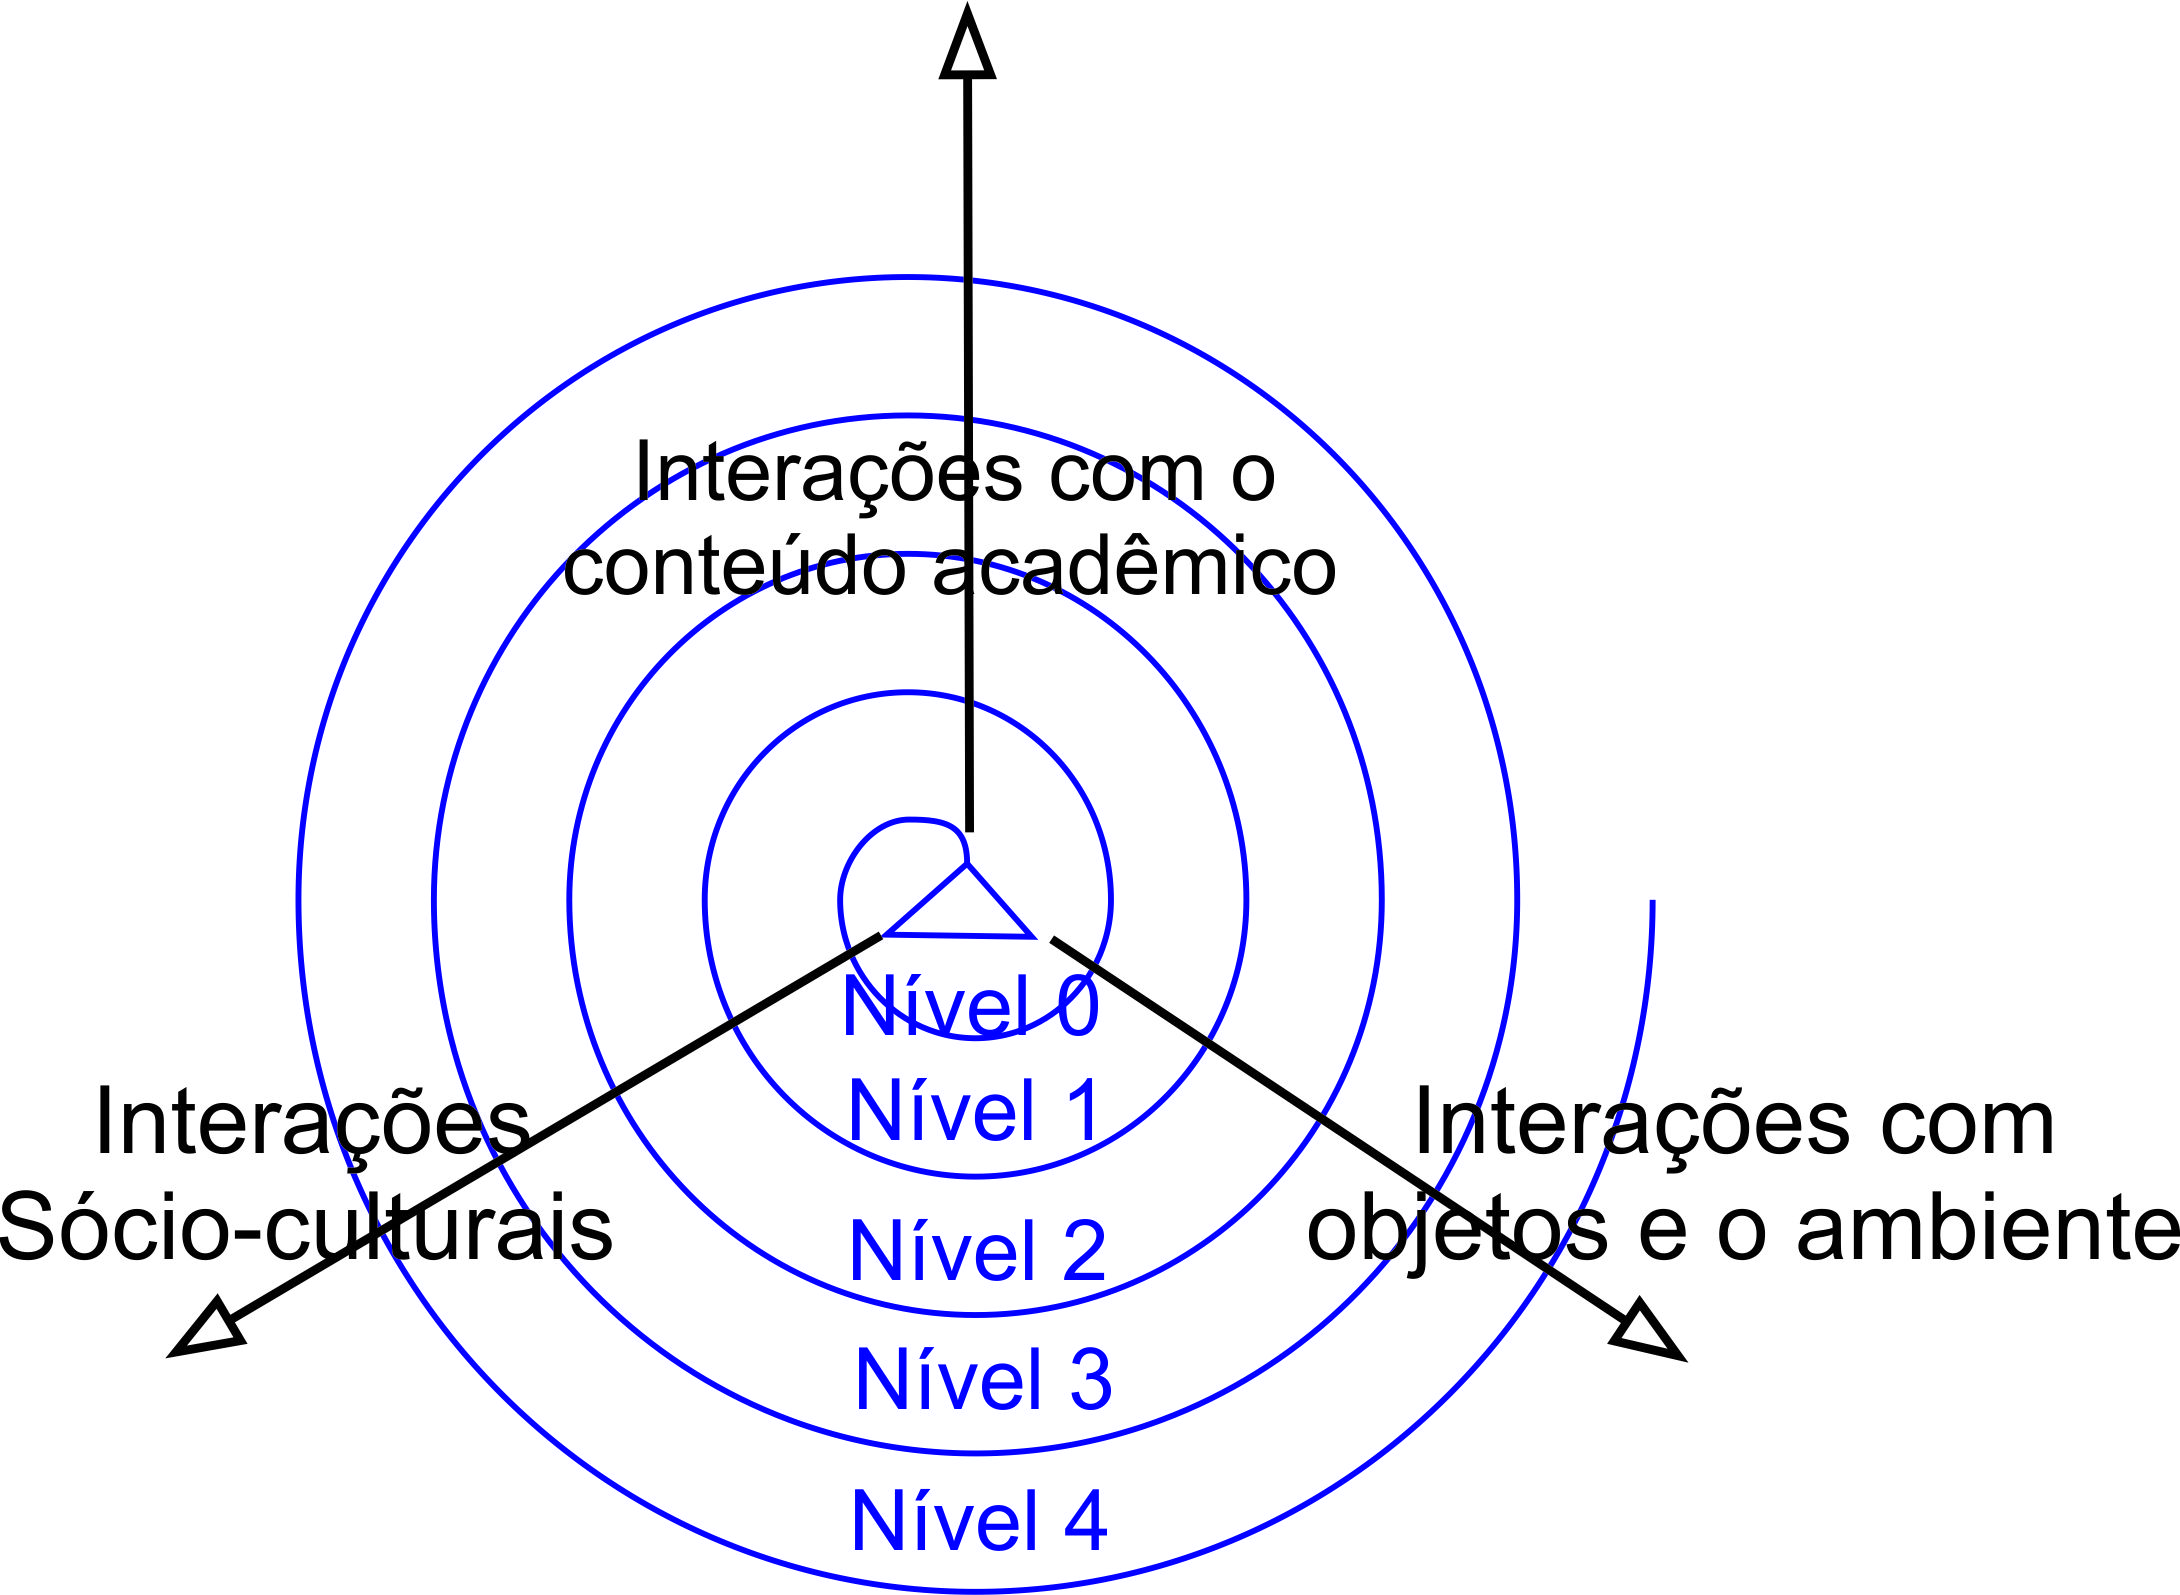 Interações com o
conteúdo acadêmico
Nível 0
Nível 1
Interações
Sócio-culturais
Interações com
objetos e o ambiente
Nível 2
Nível 3
Nível 4